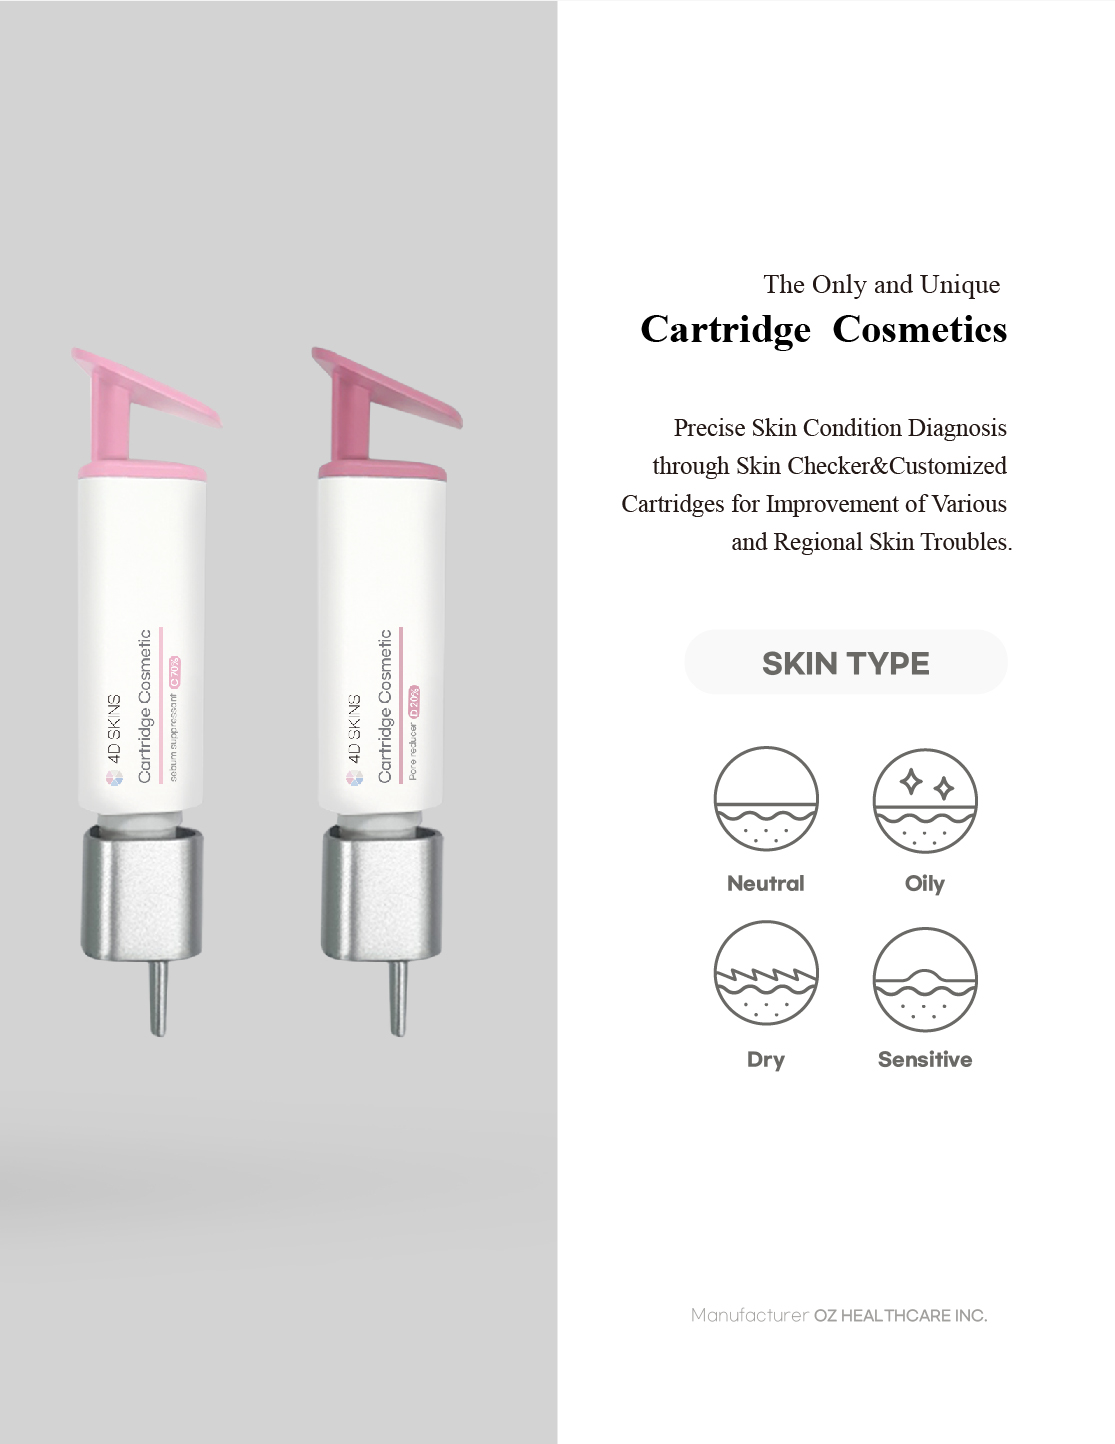 The Only and Unique
Cartridge Cosmetics
Precise Skin Condition Diagnosis
through Skin Checker&Customized
Cartridges for Improvement of Various
and Regional Skin Troubles.
SKIN TYPE
Neutral
Oily
Dry
Sensitive
Manufacturer OZ HEALTHCARE INC.
4D SKINS
Cartridge Cosmetic
sebum suppressant C 70%
4D SKINS
Cartridge Cosmetic
Pore reducer D 20%